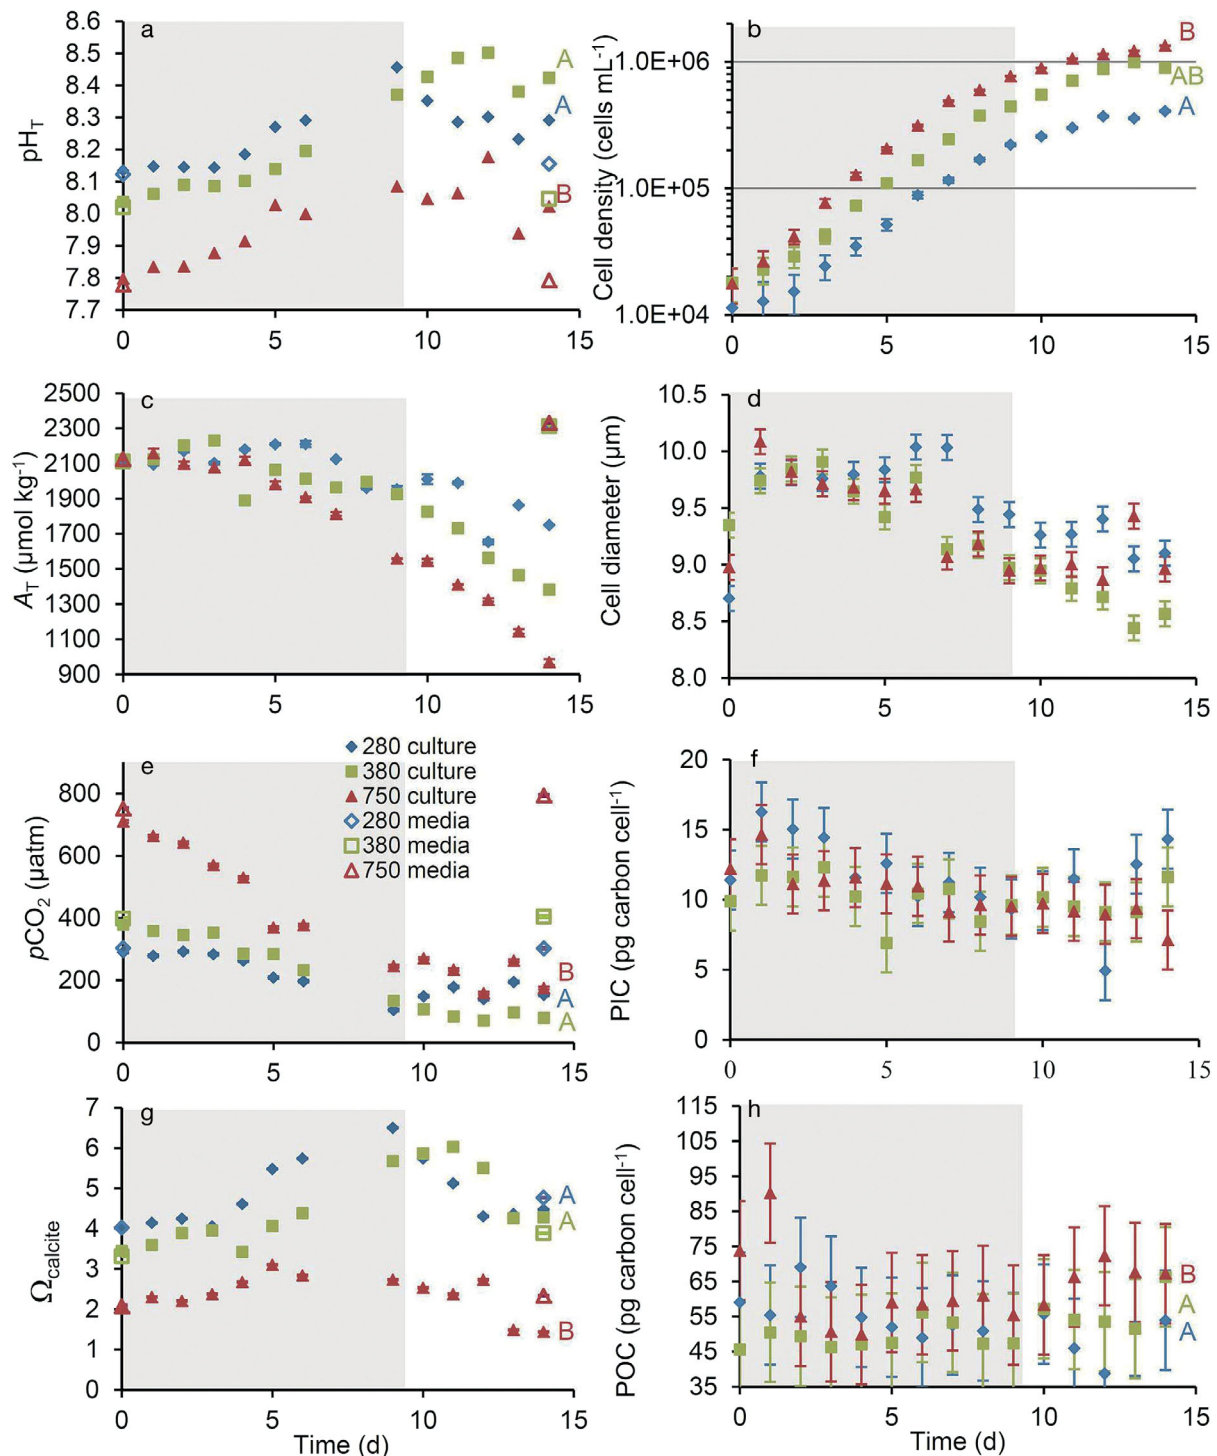 a
pH_T
8.6
8.5
8.4
8.3
8.2
8.1
8.0
7.9
7.8
7.7
A
A
B
0
5
10
15
b
Cell density (cells mL⁻¹)
1.0E+06
1.0E+05
1.0E+04
B
AB
A
0
5
10
15
c
A_T (µmol kg⁻¹)
2500
2300
2100
1900
1700
1500
1300
1100
900
0
5
10
15
d
Cell diameter (µm)
10.5
10.0
9.5
9.0
8.5
8.0
0
5
10
15
e
pCO₂ (µatm)
800
600
400
200
0
280 culture
380 culture
750 culture
280 media
380 media
750 media
B
A
A
0
5
10
15
f
PIC (pg carbon cell⁻¹)
20
15
10
5
0
0
5
10
15
g
Ω_calcite
7
6
5
4
3
2
1
0
A
A
B
0
5
10
15
Time (d)
h
POC (pg carbon cell⁻¹)
115
105
95
85
75
65
55
45
35
B
A
A
0
5
10
15
Time (d)